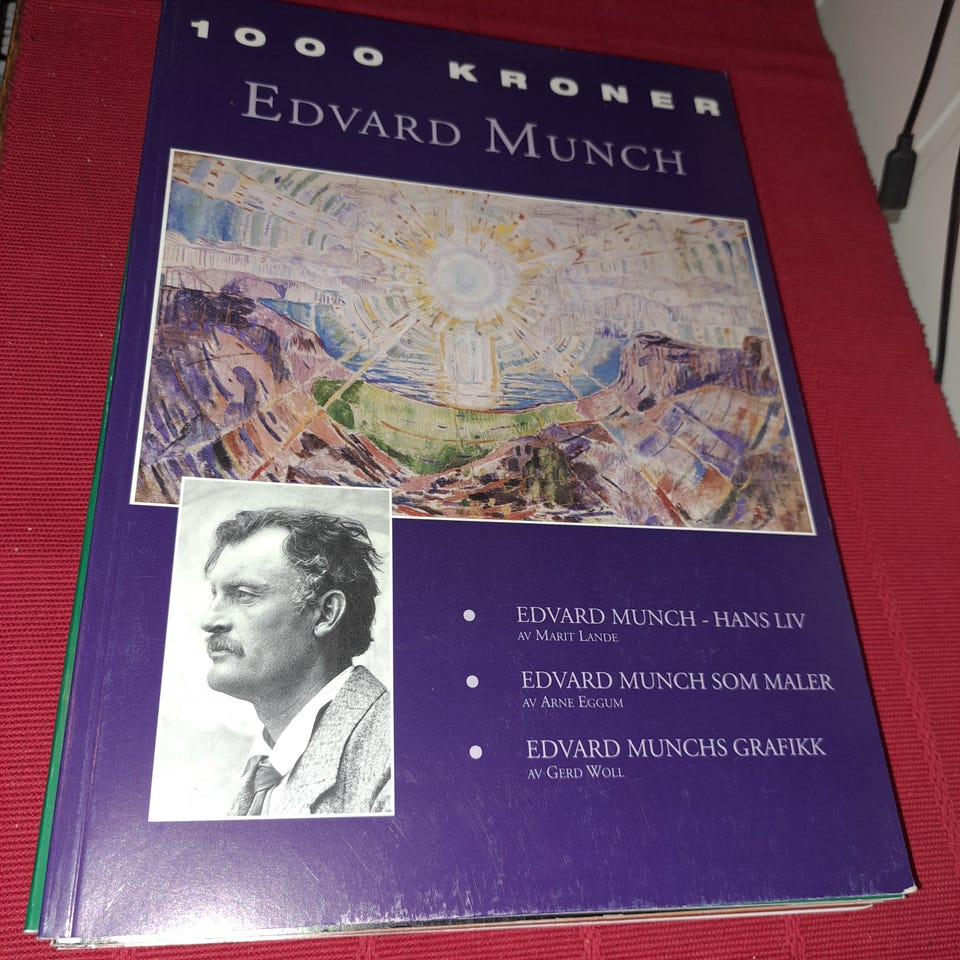 1000 KRONER
EDVARD MUNCH
• EDVARD MUNCH - HANS LIV
AV MARIT LANDE
• EDVARD MUNCH SOM MALER
AV ARNE EGGUM
• EDVARD MUNCHS GRAFIKK
AV GERD WOLL